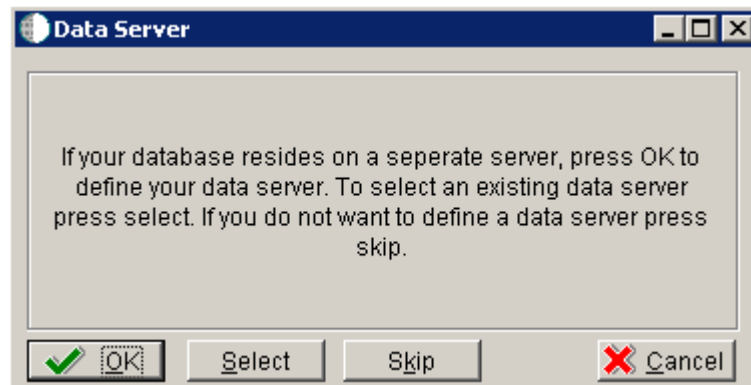 Data Server
If your database resides on a seperate server, press OK to
define your data server. To select an existing data server
press select. If you do not want to define a data server press
skip.
OK Select Skip Cancel